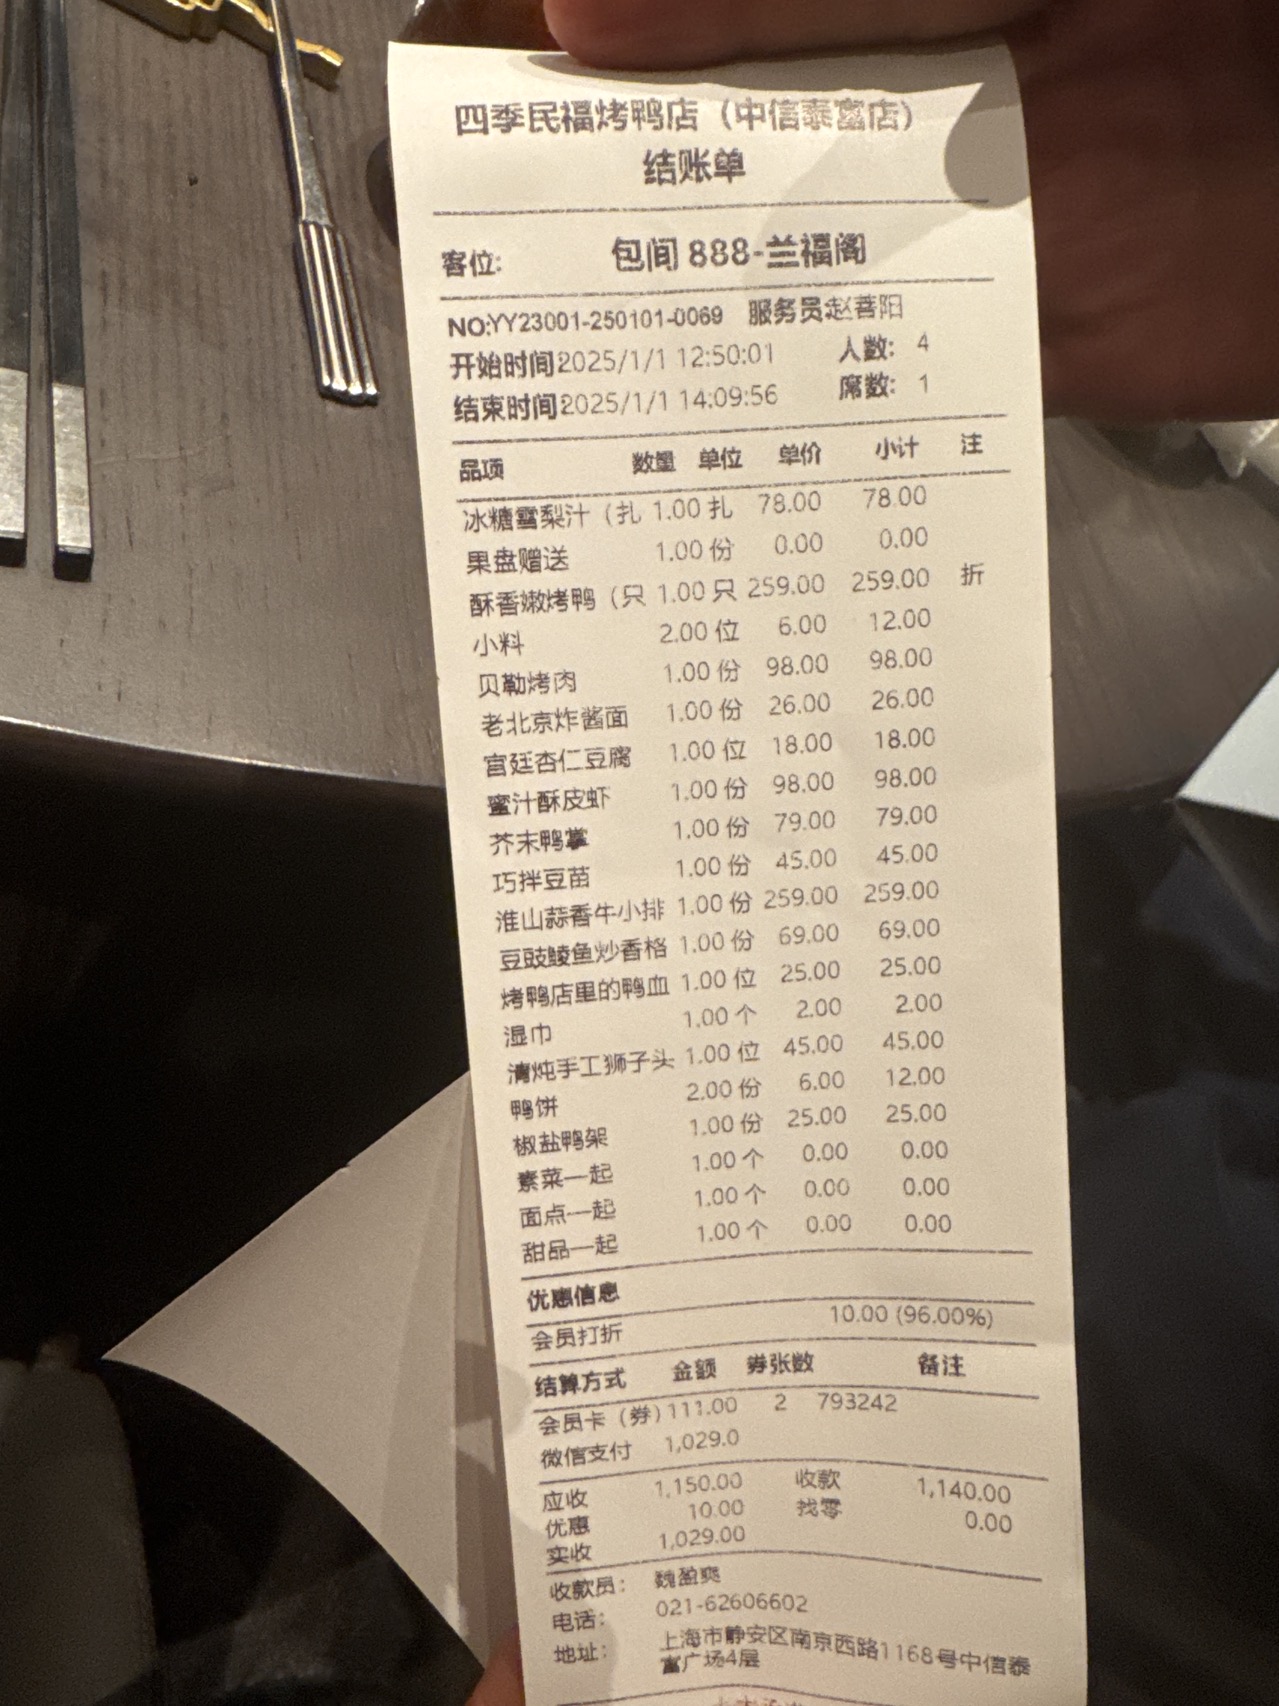 四季民福烤鸭店（中信泰富店）
结账单
客位: 包间 888-兰福阁
NO:YY23001-250101-0069 服务员:赵菩阳
开始时间2025/1/1 12:50:01 人数: 4
结束时间2025/1/1 14:09:56 席数: 1
品项 数量 单位 单价 小计 注
冰糖雪梨汁（扎 1.00 扎 78.00 78.00
果盘赠送 1.00 份 0.00 0.00
酥香嫩烤鸭（只 1.00 只 259.00 259.00 折
小料 2.00 位 6.00 12.00
贝勒烤肉 1.00 份 98.00 98.00
老北京炸酱面 1.00 份 26.00 26.00
宫廷杏仁豆腐 1.00 位 18.00 18.00
蜜汁酥皮虾 1.00 份 98.00 98.00
芥末鸭掌 1.00 份 79.00 79.00
巧拌豆苗 1.00 份 45.00 45.00
淮山蒜香牛小排 1.00 份 259.00 259.00
豆豉鲮鱼炒香格 1.00 份 69.00 69.00
烤鸭店里的鸭血 1.00 位 25.00 25.00
湿巾 1.00 个 2.00 2.00
清炖手工狮子头 1.00 位 45.00 45.00
鸭饼 2.00 份 6.00 12.00
椒盐鸭架 1.00 份 25.00 25.00
素菜一起 1.00 个 0.00 0.00
面点一起 1.00 个 0.00 0.00
甜品一起 1.00 个 0.00 0.00
优惠信息
会员打折 10.00 (96.00%)
结算方式 金额 券张数 备注
会员卡（券）111.00 2 793242
微信支付 1,029.0
应收 1,150.00 收款 1,140.00
优惠 10.00 找零 0.00
实收 1,029.00
收款员: 魏盈奕
电话: 021-62606602
地址: 上海市静安区南京西路1168号中信泰
富广场4层